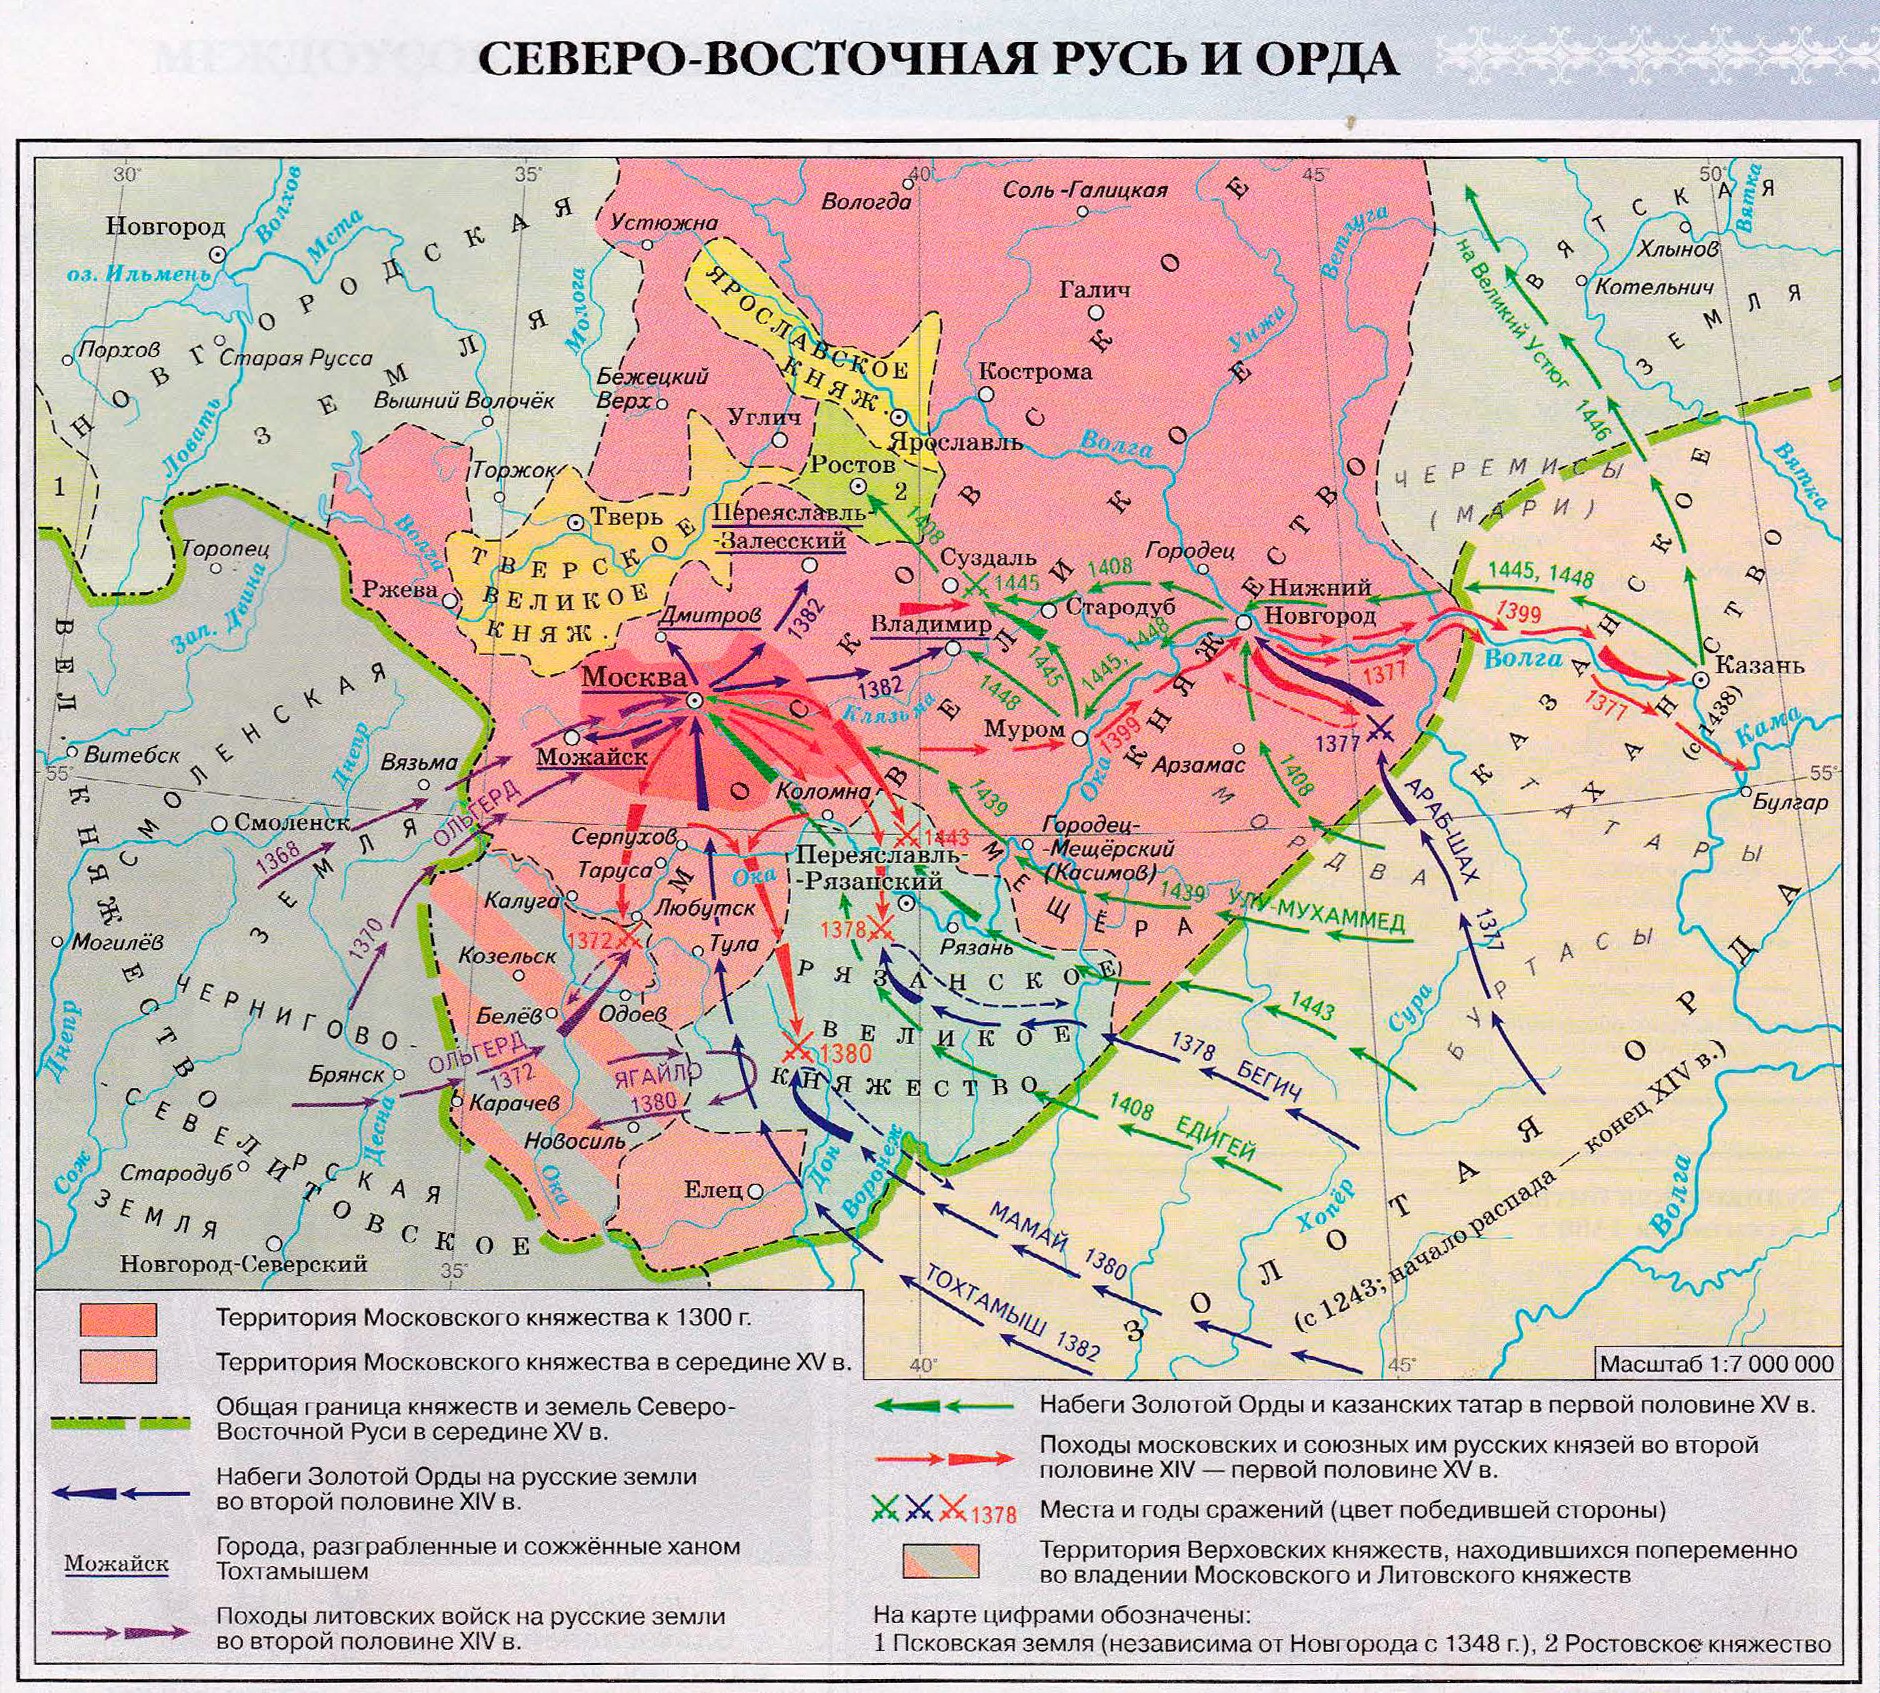 СЕВЕРО-ВОСТОЧНАЯ РУСЬ И ОРДА
30°
35°
40°
45°
50°
Новгород
Волхов
Мста
оз. Ильмень
НОВГОРОДСКАЯ
ЗЕМЛЯ
Порхов
Старая Русса
Ловать
Вышний Волочёк
Торжок
Молога
Устюжна
Бежецкий
Верх
Вологда
Соль-Галицкая
Галич
Кострома
Унжа
Ветлуга
ВЯТСКАЯ
ЗЕМЛЯ
Вятка
Хлынов
Котельнич
на Великий Устюг
1446
Вятка
ЧЕРЕМИСЫ
(МАРИ)
ЯРОСЛАВСКОЕ
КНЯЖ.
Ярославль
Углич
Ростов
2
1
1408
Волга
Тверь
ТВЕРСКОЕ
ВЕЛИКОЕ
КНЯЖ.
Переяславль-
-Залесский
1382
Дмитров
Торопец
Зап. Двина
Волга
Ржева
Суздаль
1445
1408
Городец
Стародуб
Нижний
Новгород
1445, 1448
1399
Владимир
1382
Клязьма
1448
1445
1445, 1448
1377
Волга
Казань
(с 1438)
1377
Кама
Булгар
КАЗАНСКОЕ
ХАНСТВО
МОСКОВСКОЕ
ВЕЛИКОЕ
КНЯЖЕСТВО
Москва
Можайск
Муром
1399
Ока
Арзамас
1377
1408
МОРДВА
АРАБ-ШАХ
1377
ТАТАРЫ
55°
55°
Витебск
СМОЛЕНСКАЯ
ЗЕМЛЯ
Днепр
Вязьма
Смоленск
1368
ОЛЬГЕРД
1370
Коломна
1439
1443
Серпухов
Таруса
Ока
Калуга
Любутск
1372
Переяславль-
-Рязанский
1378
Рязань
Городец-
-Мещёрский
(Касимов)
МЕЩЁРА
1439
УЛУ-МУХАММЕД
БУРТАСЫ
Сура
Могилёв
ВЕЛ. КНЯЖЕСТВО
ЛИТОВСКОЕ
ЧЕРНИГОВО-
-СЕВЕРСКАЯ
ЗЕМЛЯ
Козельск
Тула
Белёв
Одоев
РЯЗАНСКОЕ
ВЕЛИКОЕ
КНЯЖЕСТВО
1380
1443
1378
БЕГИЧ
Днепр
Брянск
ОЛЬГЕРД
1372
ЯГАЙЛО
1380
Карачев
Новосиль
Десна
Сож
Стародуб
Новгород-Северский
Ока
Елец
Дон
Воронеж
1408
ЕДИГЕЙ
МАМАЙ 1380
ТОХТАМЫШ 1382
Хопёр
Волга
ЗОЛОТАЯ ОРДА
(с 1243; начало распада — конец XIV в.)
35°
40°
45°
Масштаб 1:7 000 000
Территория Московского княжества к 1300 г.
Территория Московского княжества в середине XV в.
Общая граница княжеств и земель Северо-
Восточной Руси в середине XV в.
Набеги Золотой Орды на русские земли
во второй половине XIV в.
Можайск
Города, разграбленные и сожжённые ханом
Тохтамышем
Походы литовских войск на русские земли
во второй половине XIV в.
Набеги Золотой Орды и казанских татар в первой половине XV в.
Походы московских и союзных им русских князей во второй
половине XIV — первой половине XV в.
1378
Места и годы сражений (цвет победившей стороны)
Территория Верховских княжеств, находившихся попеременно
во владении Московского и Литовского княжеств
На карте цифрами обозначены:
1 Псковская земля (независима от Новгорода с 1348 г.), 2 Ростовское княжество